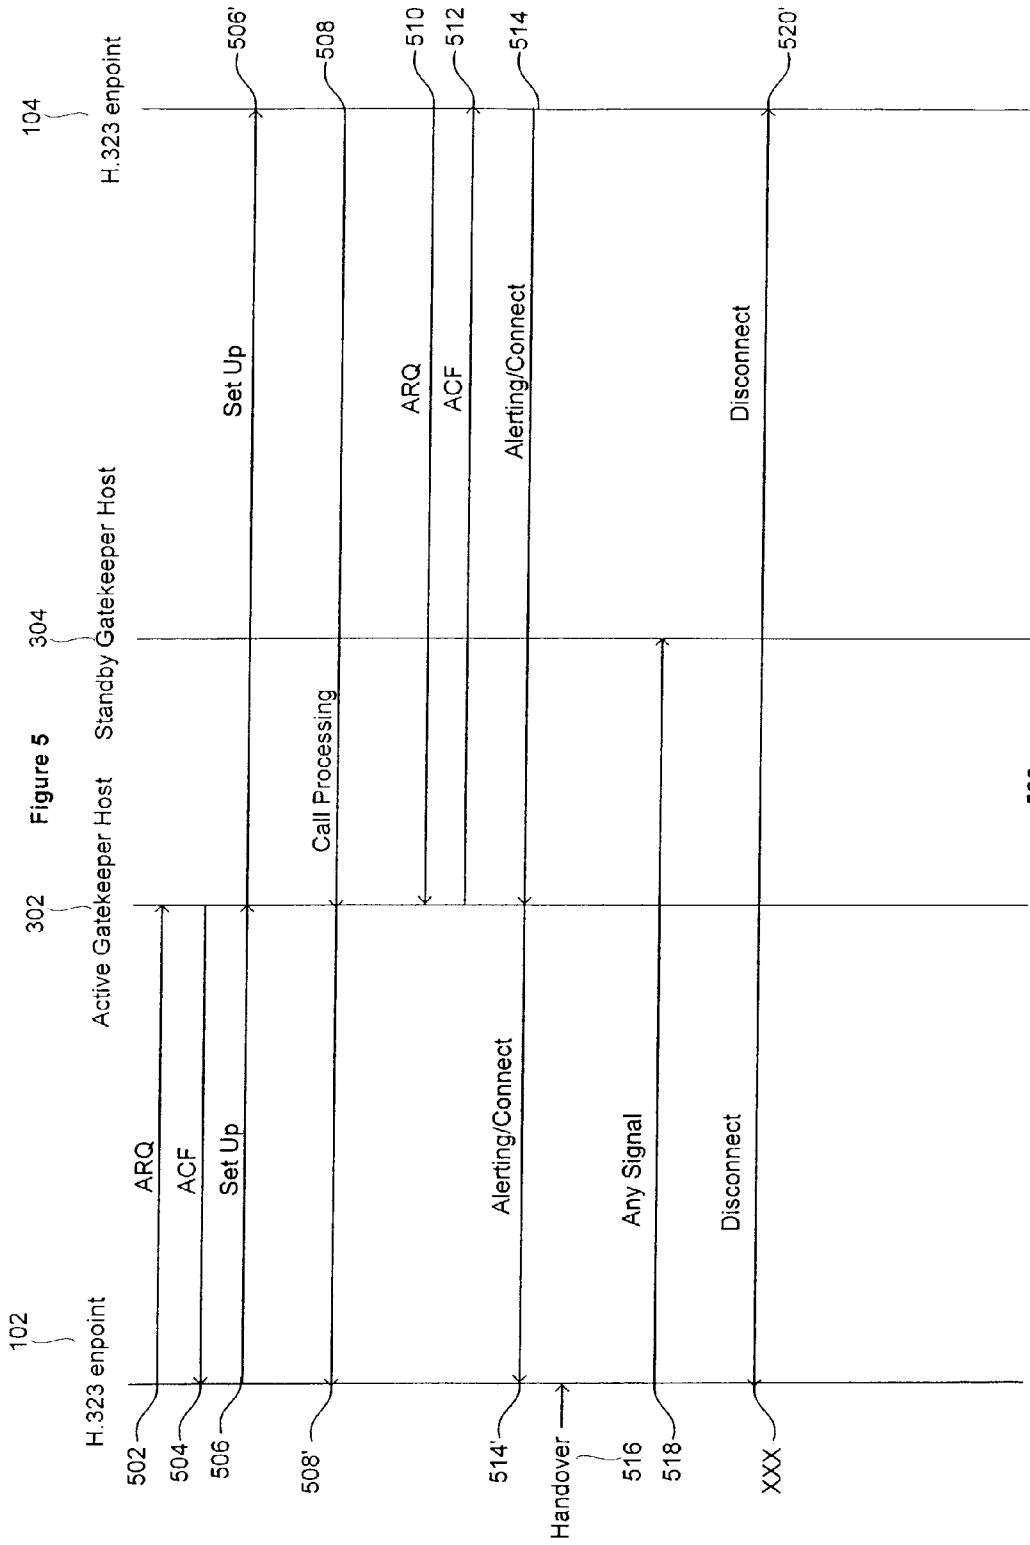 Figure 5
102
302
304
104
H.323 enpoint
Active Gatekeeper Host
Standby Gatekeeper Host
H.323 enpoint
502
ARQ
504
ACF
506
Set Up
Set Up
506'
508'
Call Processing
508
ARQ
510
ACF
512
514'
Alerting/Connect
Alerting/Connect
514
Handover
516
518
Any Signal
XXX
Disconnect
Disconnect
520'